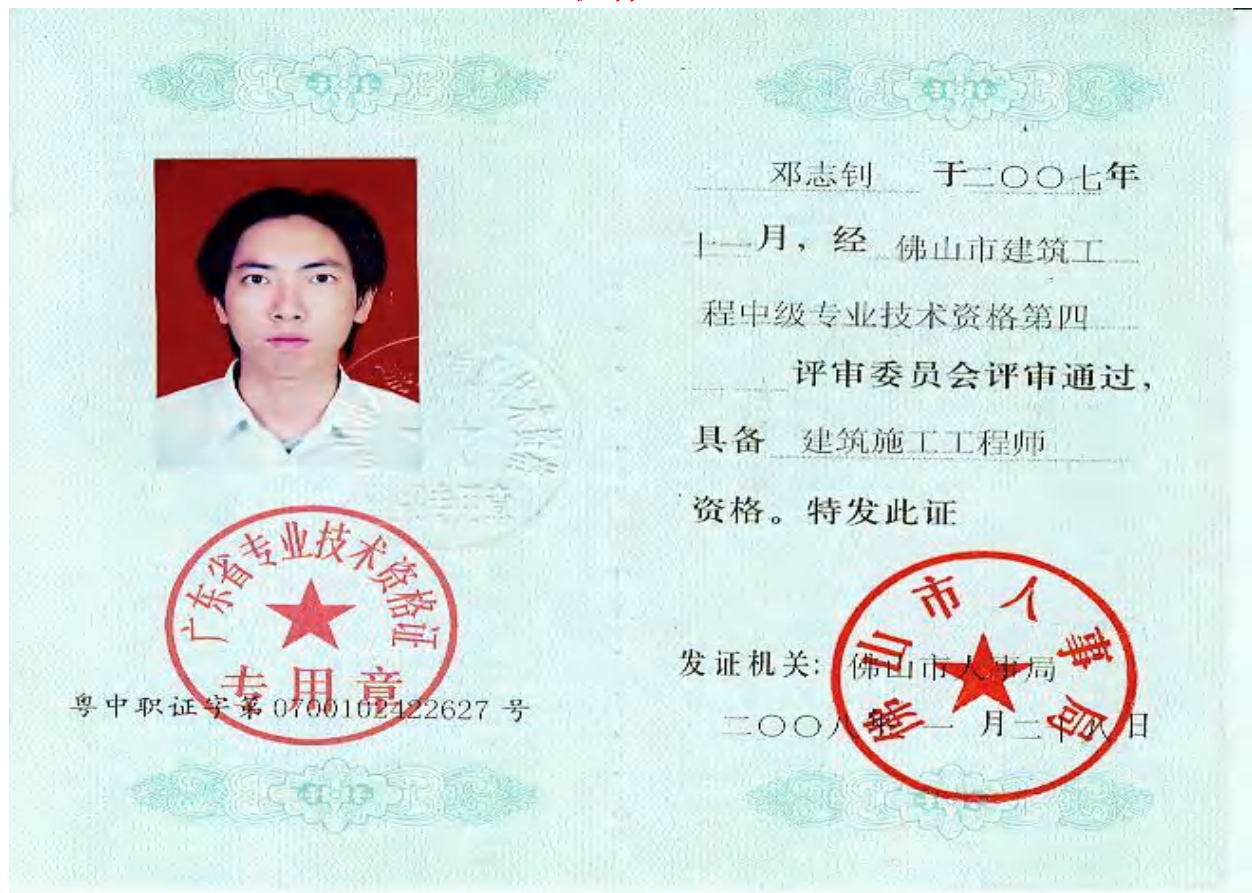 广东省专业技术资格证
专用章
粤中职证字第 0700102422627 号
邓志钊 于二〇〇七年
十一月，经 佛山市建筑工
程中级专业技术资格第四
评审委员会评审通过，
具备 建筑施工工程师
资格。特发此证
佛山市人事局
发证机关：佛山市人事局
二〇〇八年 一 月二十八日